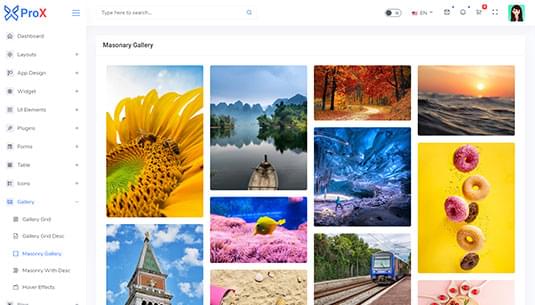 ProX
Type here to search...
EN
Masonary Gallery
Dashboard
Layouts
App Design
Widget
UI Elements
Plugins
Forms
Table
Icons
Gallery
Gallery Grid
Gallery Grid Desc
Masonry Gallery
Masonry With Desc
Hover Effects